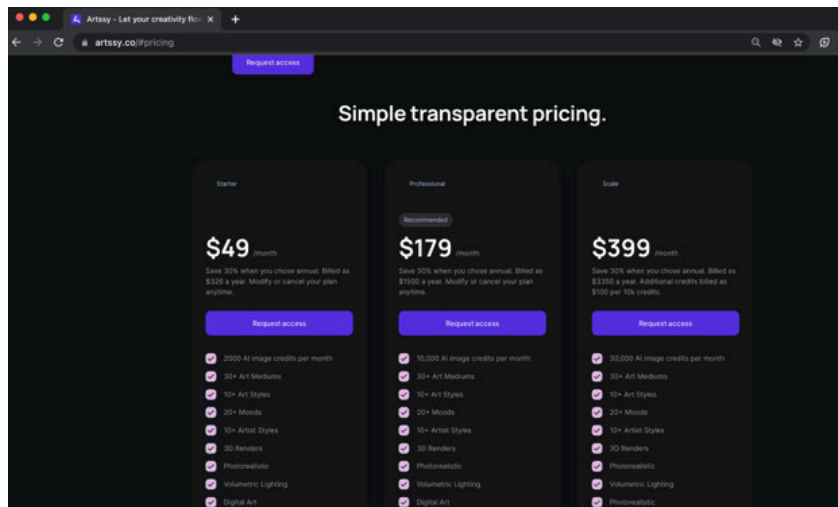 Artssy - Let your creativity flo
artssy.co/#pricing
Request access
Simple transparent pricing.
Starter
$49 /month
Save 30% when you chose annual. Billed as
$328 a year. Modify or cancel your plan
anytime.
Request access
2000 AI image credits per month
30+ Art Mediums
10+ Art Styles
20+ Moods
10+ Artist Styles
3D Renders
Photorealistic
Volumetric Lighting
Digital Art
Professional
Recommended
$179 /month
Save 30% when you chose annual. Billed as
$1500 a year. Modify or cancel your plan
anytime.
Request access
10,000 AI image credits per month
30+ Art Mediums
10+ Art Styles
20+ Moods
10+ Artist Styles
3D Renders
Photorealistic
Volumetric Lighting
Digital Art
Scale
$399 /month
Save 30% when you chose annual. Billed as
$3350 a year. Additional credits billed as
$100 per 10k credits.
Request access
30,000 AI image credits per month
30+ Art Mediums
10+ Art Styles
20+ Moods
10+ Artist Styles
3D Renders
Photorealistic
Volumetric Lighting
Photorealistic